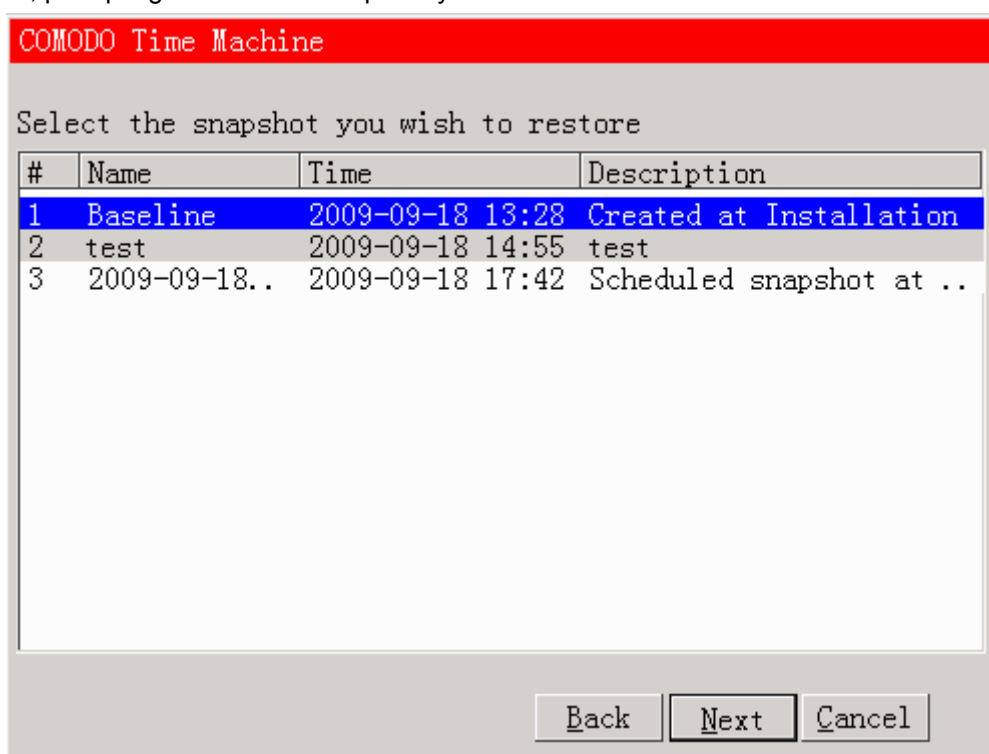 COMODO Time Machine
Select the snapshot you wish to restore
# Name Time Description
1 Baseline 2009-09-18 13:28 Created at Installation
2 test 2009-09-18 14:55 test
3 2009-09-18.. 2009-09-18 17:42 Scheduled snapshot at ..
Back Next Cancel